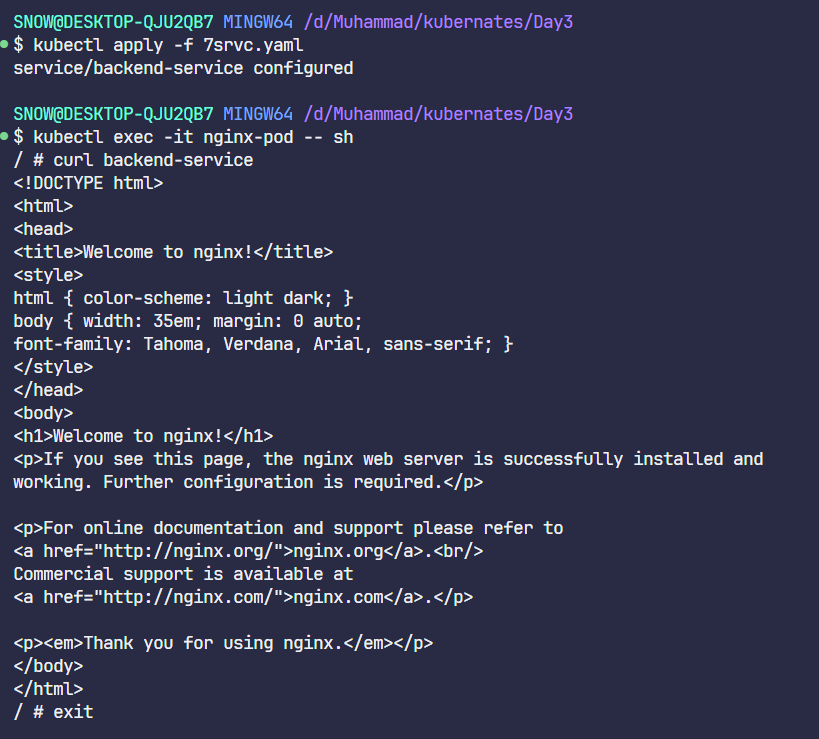 SNOW@DESKTOP-QJU2QB7 MINGW64 /d/Muhammad/kubernates/Day3
$ kubectl apply -f 7srvc.yaml
service/backend-service configured
SNOW@DESKTOP-QJU2QB7 MINGW64 /d/Muhammad/kubernates/Day3
$ kubectl exec -it nginx-pod -- sh
/ # curl backend-service
<!DOCTYPE html>
<html>
<head>
<title>Welcome to nginx!</title>
<style>
html { color-scheme: light dark; }
body { width: 35em; margin: 0 auto;
font-family: Tahoma, Verdana, Arial, sans-serif; }
</style>
</head>
<body>
<h1>Welcome to nginx!</h1>
<p>If you see this page, the nginx web server is successfully installed and
working. Further configuration is required.</p>
<p>For online documentation and support please refer to
<a href="http://nginx.org/">nginx.org</a>.<br/>
Commercial support is available at
<a href="http://nginx.com/">nginx.com</a>.</p>
<p><em>Thank you for using nginx.</em></p>
</body>
</html>
/ # exit